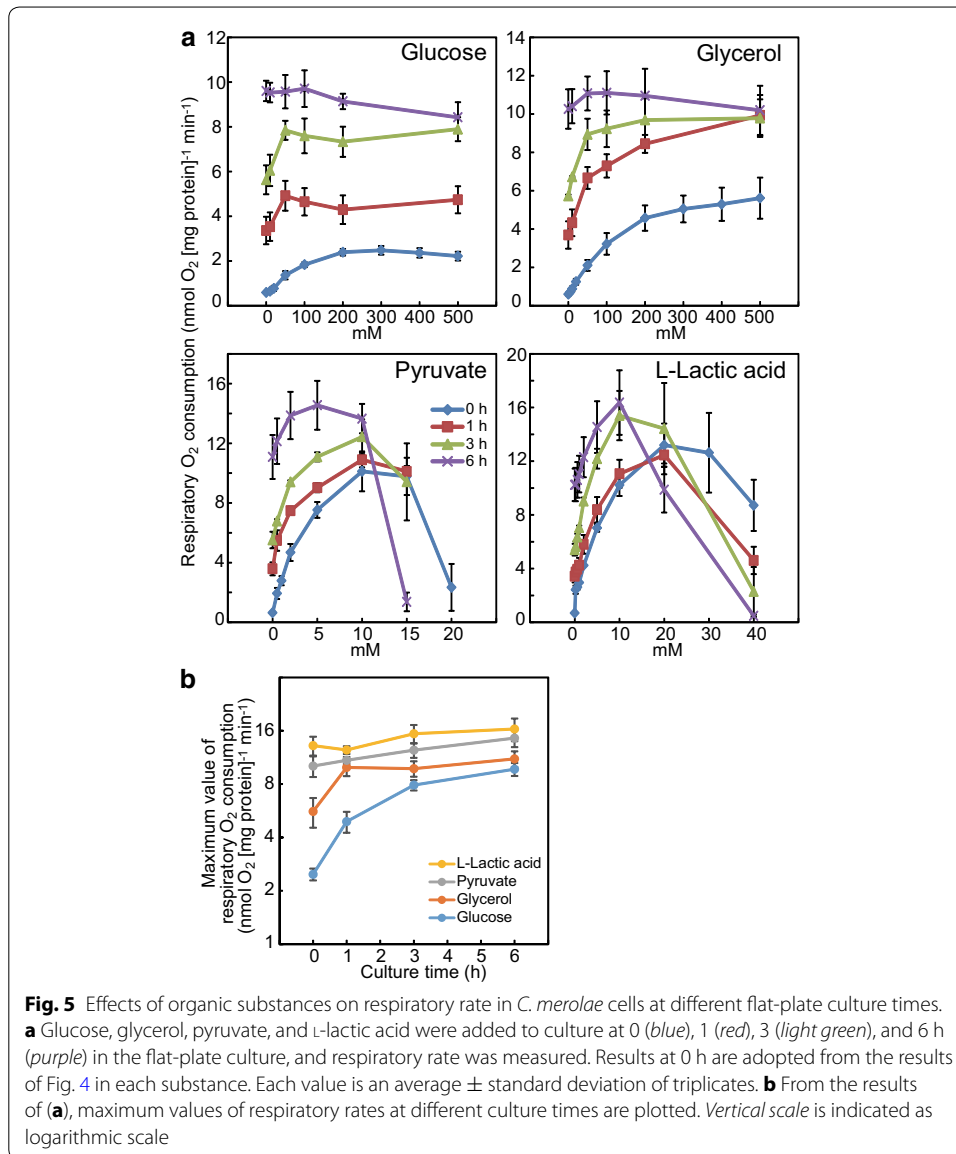 a
Glucose
Glycerol
12
10
8
6
4
2
0
0 100 200 300 400 500
mM
14
12
10
8
6
4
2
0
0 100 200 300 400 500
mM
Respiratory O2 consumption (nmol O2 [mg protein]-1 min-1)
Pyruvate
L-Lactic acid
16
12
8
4
0
0 h
1 h
3 h
6 h
0 5 10 15 20
mM
20
16
12
8
4
0
0 10 20 30 40
mM
b
Maximum value of
respiratory O2 consumption
(nmol O2 [mg protein]-1 min-1)
16
8
4
2
1
L-Lactic acid
Pyruvate
Glycerol
Glucose
0 1 2 3 4 5 6
Culture time (h)
Fig. 5 Effects of organic substances on respiratory rate in C. merolae cells at different flat-plate culture times.
a Glucose, glycerol, pyruvate, and L-lactic acid were added to culture at 0 (blue), 1 (red), 3 (light green), and 6 h
(purple) in the flat-plate culture, and respiratory rate was measured. Results at 0 h are adopted from the results
of Fig. 4 in each substance. Each value is an average ± standard deviation of triplicates. b From the results
of (a), maximum values of respiratory rates at different culture times are plotted. Vertical scale is indicated as
logarithmic scale